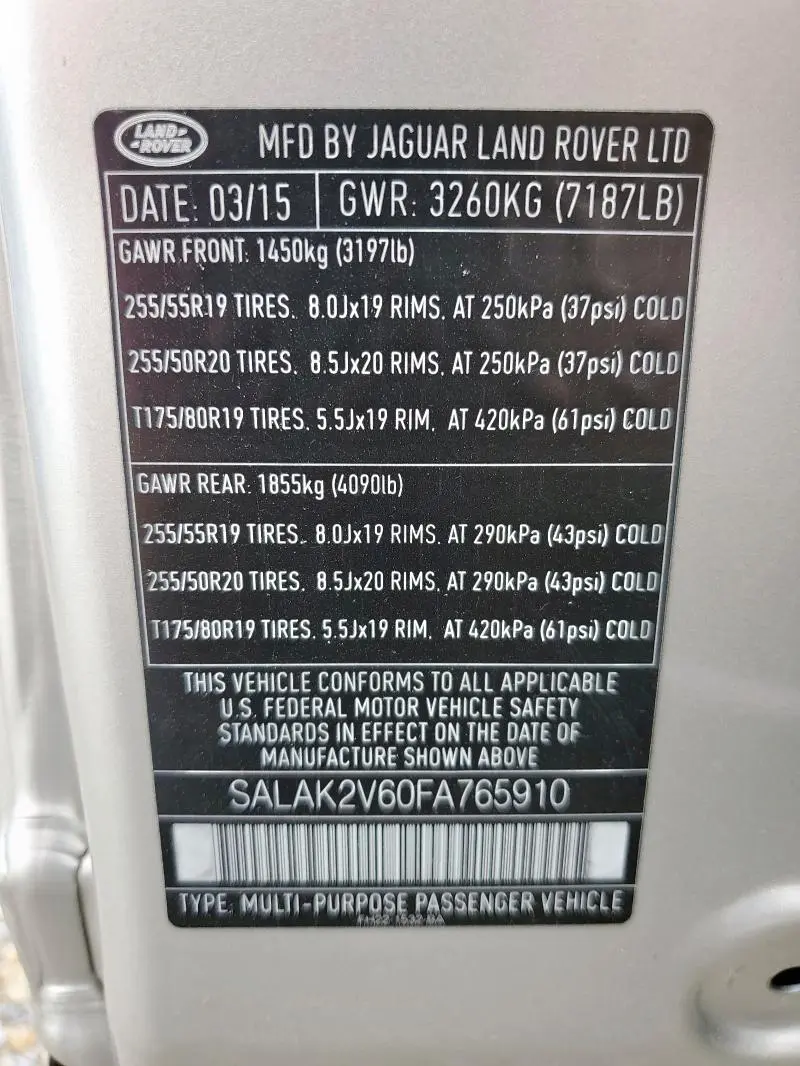 LAND-
-ROVER
MFD BY JAGUAR LAND ROVER LTD
DATE: 03/15 GWR: 3260KG (7187LB)
GAWR FRONT: 1450kg (3197lb)
255/55R19 TIRES, 8.0Jx19 RIMS, AT 250kPa (37psi) COLD
255/50R20 TIRES, 8.5Jx20 RIMS, AT 250kPa (37psi) COLD
T175/80R19 TIRES, 5.5Jx19 RIM, AT 420kPa (61psi) COLD
GAWR REAR: 1855kg (4090lb)
255/55R19 TIRES, 8.0Jx19 RIMS, AT 290kPa (43psi) COLD
255/50R20 TIRES, 8.5Jx20 RIMS, AT 290kPa (43psi) COLD
T175/80R19 TIRES, 5.5Jx19 RIM, AT 420kPa (61psi) COLD
THIS VEHICLE CONFORMS TO ALL APPLICABLE
U.S. FEDERAL MOTOR VEHICLE SAFETY
STANDARDS IN EFFECT ON THE DATE OF
MANUFACTURE SHOWN ABOVE
SALAK2V60FA765910
TYPE: MULTI-PURPOSE PASSENGER VEHICLE